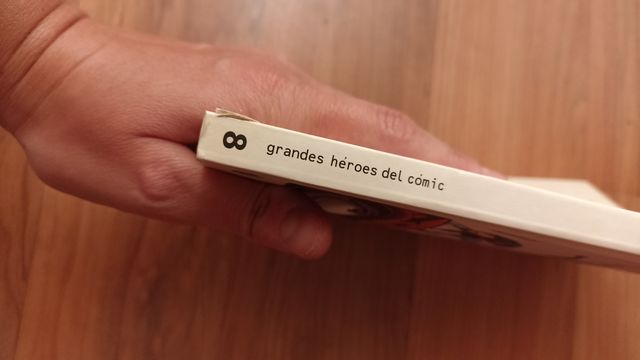 8 grandes héroes del cómic